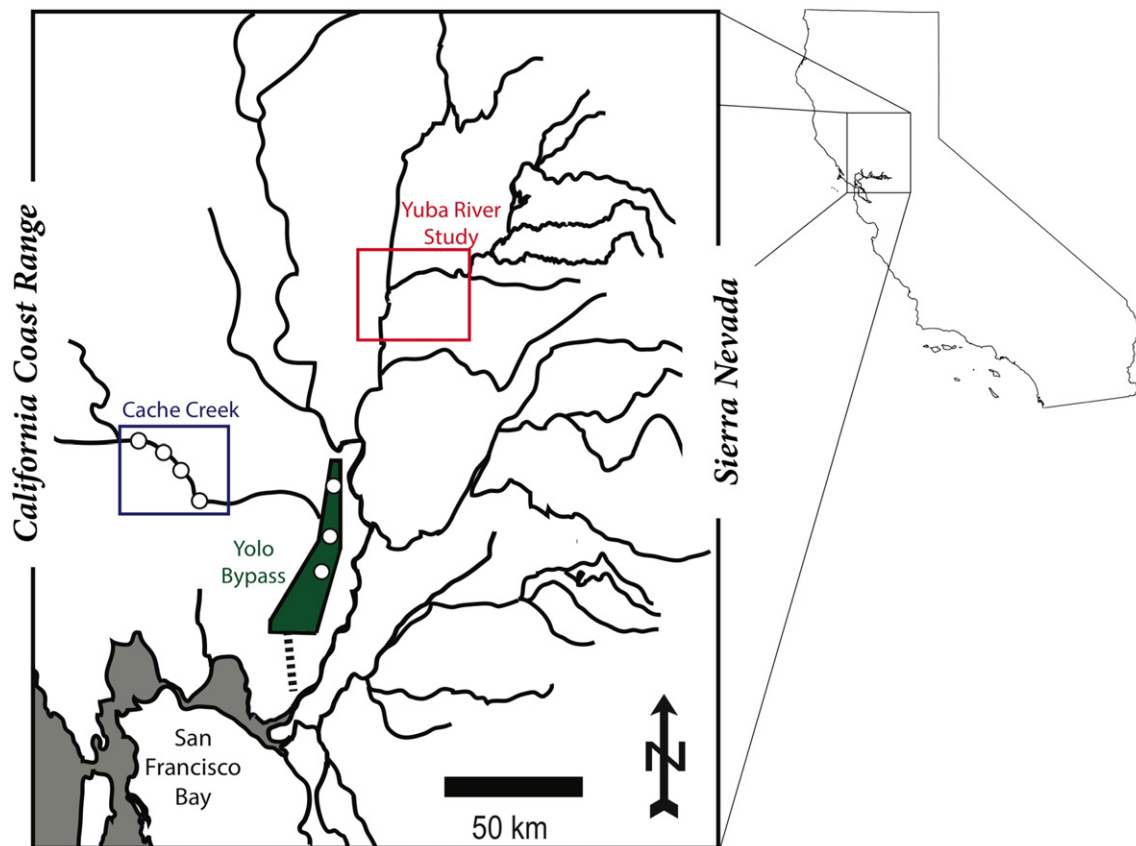 California Coast Range
Yuba River
Study
Sierra Nevada
Cache Creek
Yolo
Bypass
San
Francisco
Bay
50 km
N